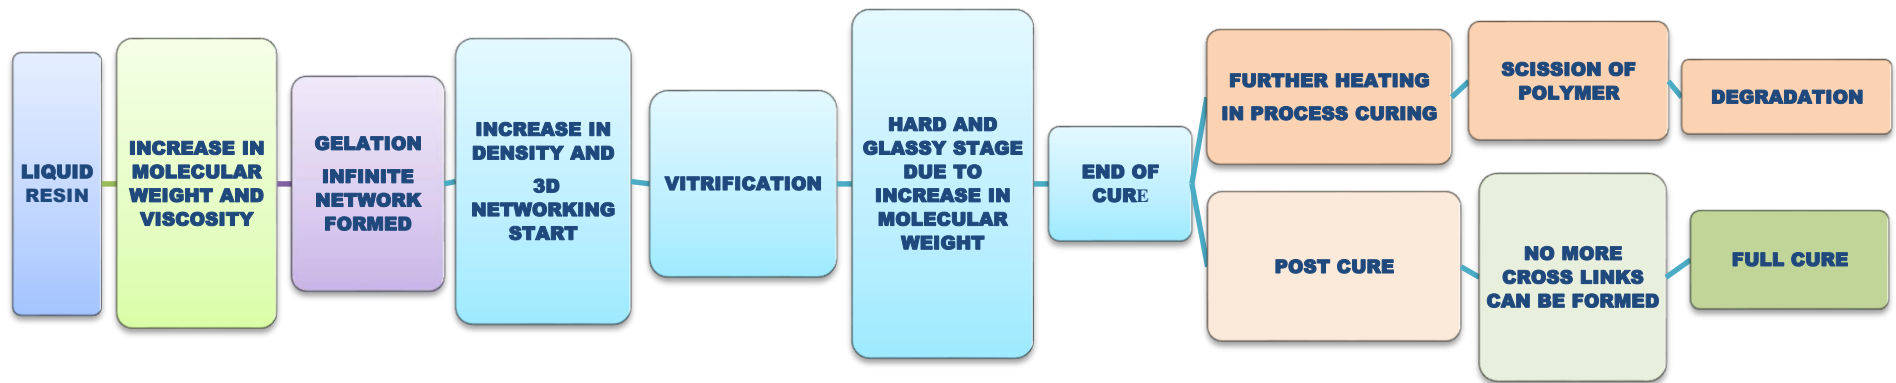 LIQUID
RESIN
INCREASE IN
MOLECULAR
WEIGHT AND
VISCOSITY
GELATION
INFINITE
NETWORK
FORMED
INCREASE IN
DENSITY AND
3D
NETWORKING
START
VITRIFICATION
HARD AND
GLASSY STAGE
DUE TO
INCREASE IN
MOLECULAR
WEIGHT
END OF
CURE
FURTHER HEATING
IN PROCESS CURING
SCISSION OF
POLYMER
DEGRADATION
POST CURE
NO MORE
CROSS LINKS
CAN BE FORMED
FULL CURE